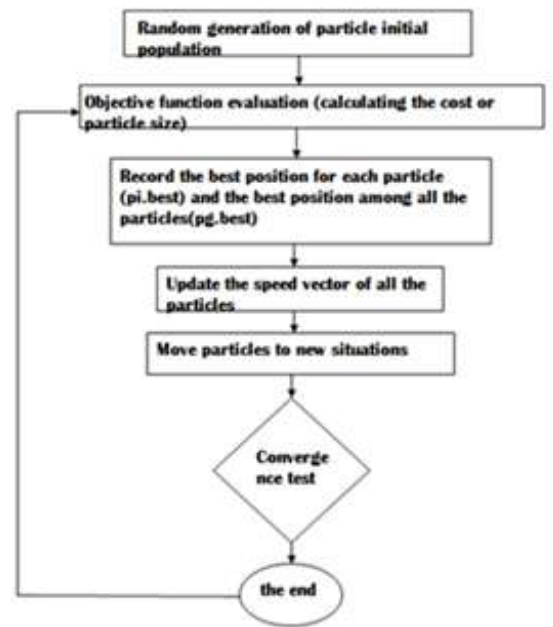 Random generation of particle initial
population
Objective function evaluation (calculating the cost or
particle size)
Record the best position for each particle
(pi.best) and the best position among all the
particles(pg.best)
Update the speed vector of all the
particles
Move particles to new situations
Converge
nce test
the end